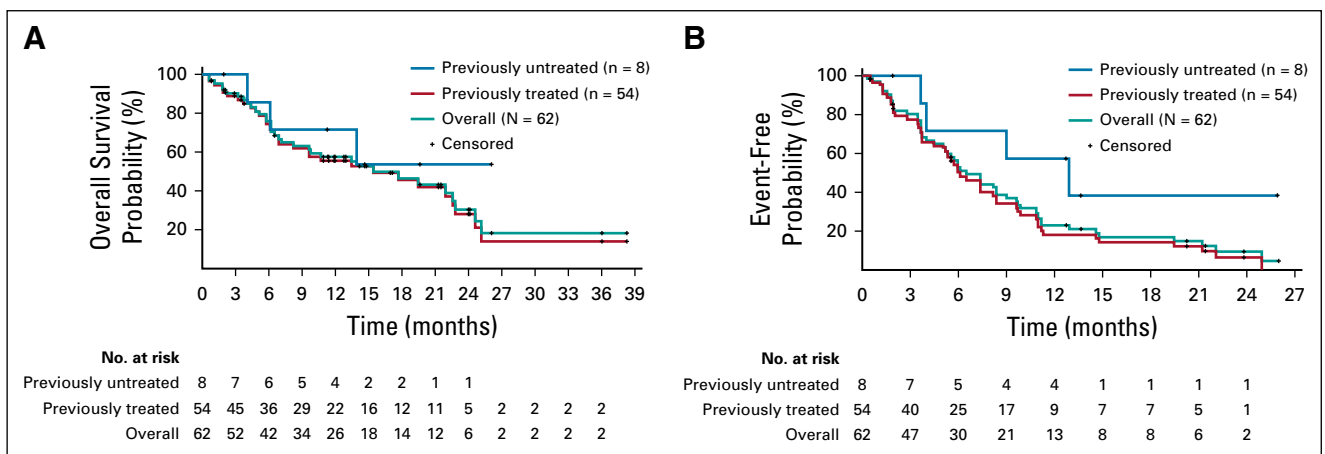 A
Overall Survival
Probability (%)
100
80
60
40
20
Previously untreated (n = 8)
Previously treated (n = 54)
Overall (N = 62)
Censored
0 3 6 9 12 15 18 21 24 27 30 33 36 39
Time (months)
No. at risk
Previously untreated 8 7 6 5 4 2 2 1 1
Previously treated 54 45 36 29 22 16 12 11 5 2 2 2 2
Overall 62 52 42 34 26 18 14 12 6 2 2 2 2
B
Event-Free
Probability (%)
100
80
60
40
20
Previously untreated (n = 8)
Previously treated (n = 54)
Overall (N = 62)
Censored
0 3 6 9 12 15 18 21 24 27
Time (months)
No. at risk
Previously untreated 8 7 5 4 4 1 1 1 1
Previously treated 54 40 25 17 9 7 7 5 1
Overall 62 47 30 21 13 8 8 6 2